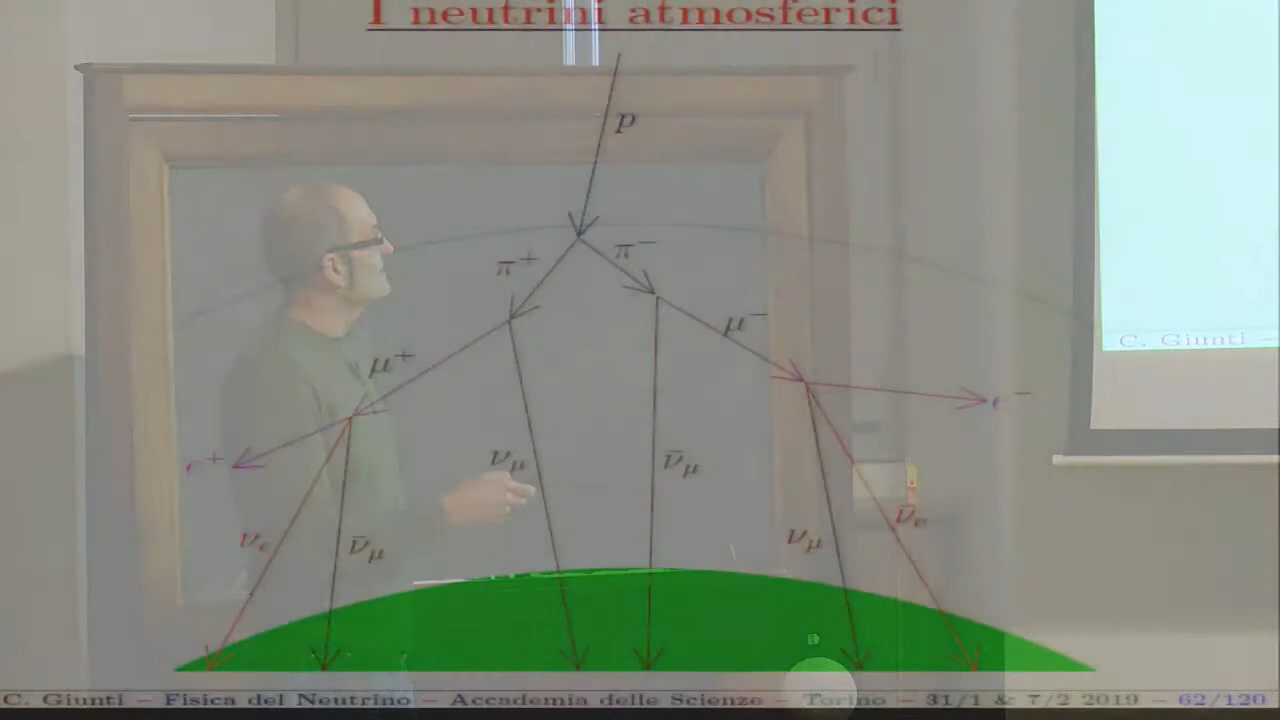 I neutrini atmosferici
p
π⁺
π⁻
μ⁻
μ⁺
C. Giunti –
e⁻
e⁺
ν_μ
ν̄_μ
ν_e
ν̄_μ
ν_μ
ν̄_e
C. Giunti – Fisica del Neutrino – Accademia delle Scienze – Torino – 31/1 & 7/2 2019 – 62/120